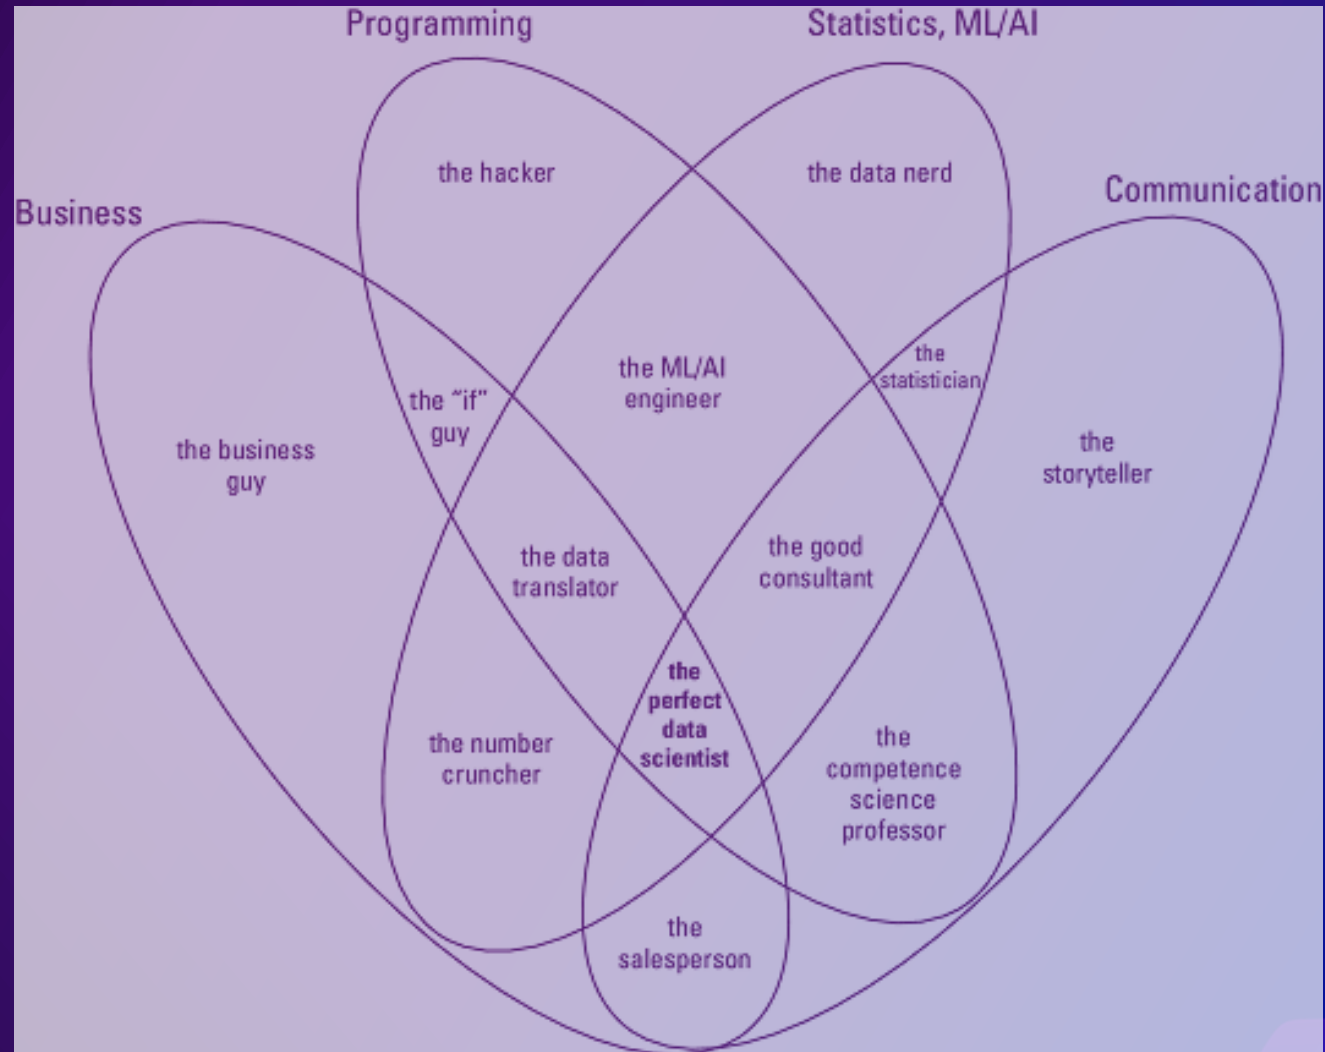 Programming
Statistics, ML/AI
Business
Communication
the hacker
the data nerd
the ML/AI
engineer
the
statistician
the “if”
guy
the business
guy
the
storyteller
the data
translator
the good
consultant
the
perfect
data
scientist
the number
cruncher
the
competence
science
professor
the
salesperson